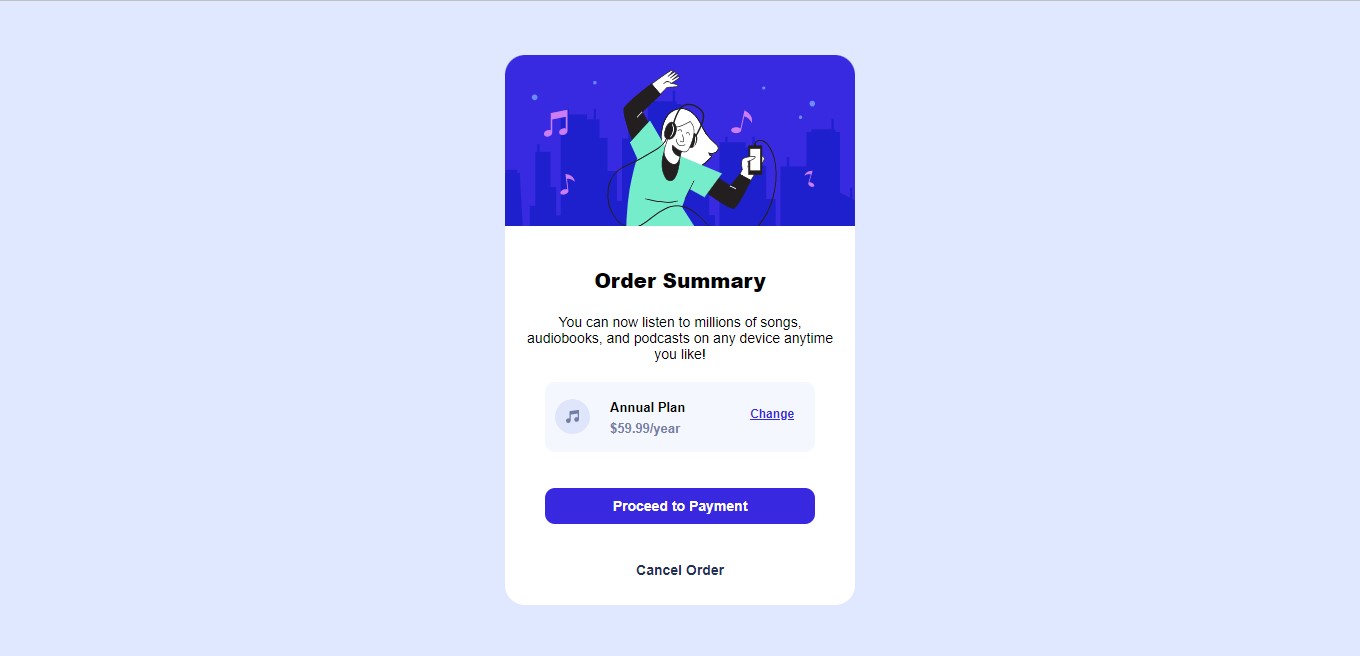 Order Summary
You can now listen to millions of songs,
audiobooks, and podcasts on any device anytime
you like!
Annual Plan
Change
$59.99/year
Proceed to Payment
Cancel Order